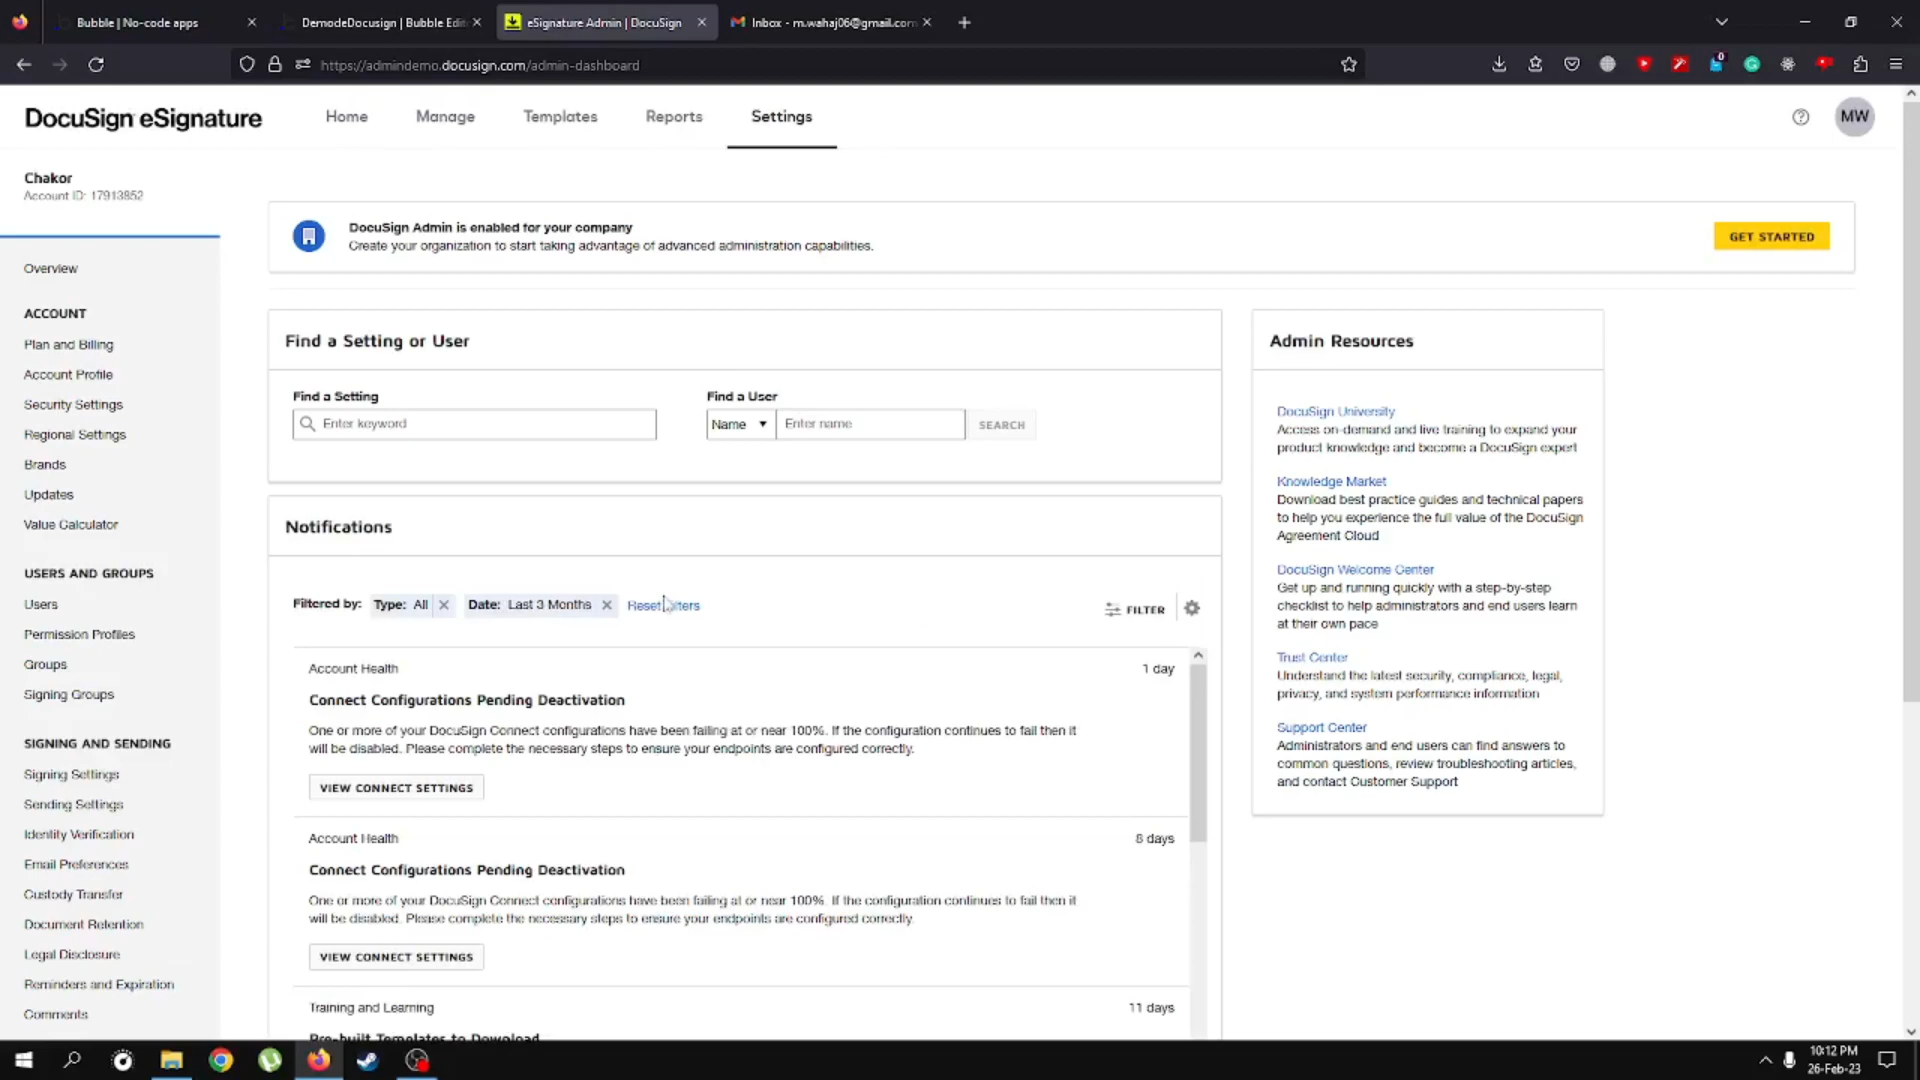 Bubble | No-code apps
DemodeDocusign | Bubble Edi
eSignature Admin | DocuSign
Inbox - m.wahaj06@gmail.com
https://admindemo.docusign.com/admin-dashboard
0
DocuSign eSignature
Home
Manage
Templates
Reports
Settings
MW
Chakor
Account ID: 17913852
DocuSign Admin is enabled for your company
Create your organization to start taking advantage of advanced administration capabilities.
GET STARTED
Overview
ACCOUNT
Plan and Billing
Account Profile
Security Settings
Regional Settings
Brands
Updates
Value Calculator
USERS AND GROUPS
Users
Permission Profiles
Groups
Signing Groups
SIGNING AND SENDING
Signing Settings
Sending Settings
Identity Verification
Email Preferences
Custody Transfer
Document Retention
Legal Disclosure
Reminders and Expiration
Comments
Find a Setting or User
Find a Setting
Enter keyword
Find a User
Name
Enter name
SEARCH
Notifications
Filtered by:
Type: All
Date: Last 3 Months
Reset filters
FILTER
Account Health
1 day
Connect Configurations Pending Deactivation
One or more of your DocuSign Connect configurations have been failing at or near 100%. If the configuration continues to fail then it
will be disabled. Please complete the necessary steps to ensure your endpoints are configured correctly.
VIEW CONNECT SETTINGS
Account Health
8 days
Connect Configurations Pending Deactivation
One or more of your DocuSign Connect configurations have been failing at or near 100%. If the configuration continues to fail then it
will be disabled. Please complete the necessary steps to ensure your endpoints are configured correctly.
VIEW CONNECT SETTINGS
Training and Learning
11 days
Pre-built Templates to Download
Admin Resources
DocuSign University
Access on-demand and live training to expand your
product knowledge and become a DocuSign expert
Knowledge Market
Download best practice guides and technical papers
to help you experience the full value of the DocuSign
Agreement Cloud
DocuSign Welcome Center
Get up and running quickly with a step-by-step
checklist to help administrators and end users learn
at their own pace
Trust Center
Understand the latest security, compliance, legal,
privacy, and system performance information
Support Center
Administrators and end users can find answers to
common questions, review troubleshooting articles,
and contact Customer Support
10:12 PM
26-Feb-23